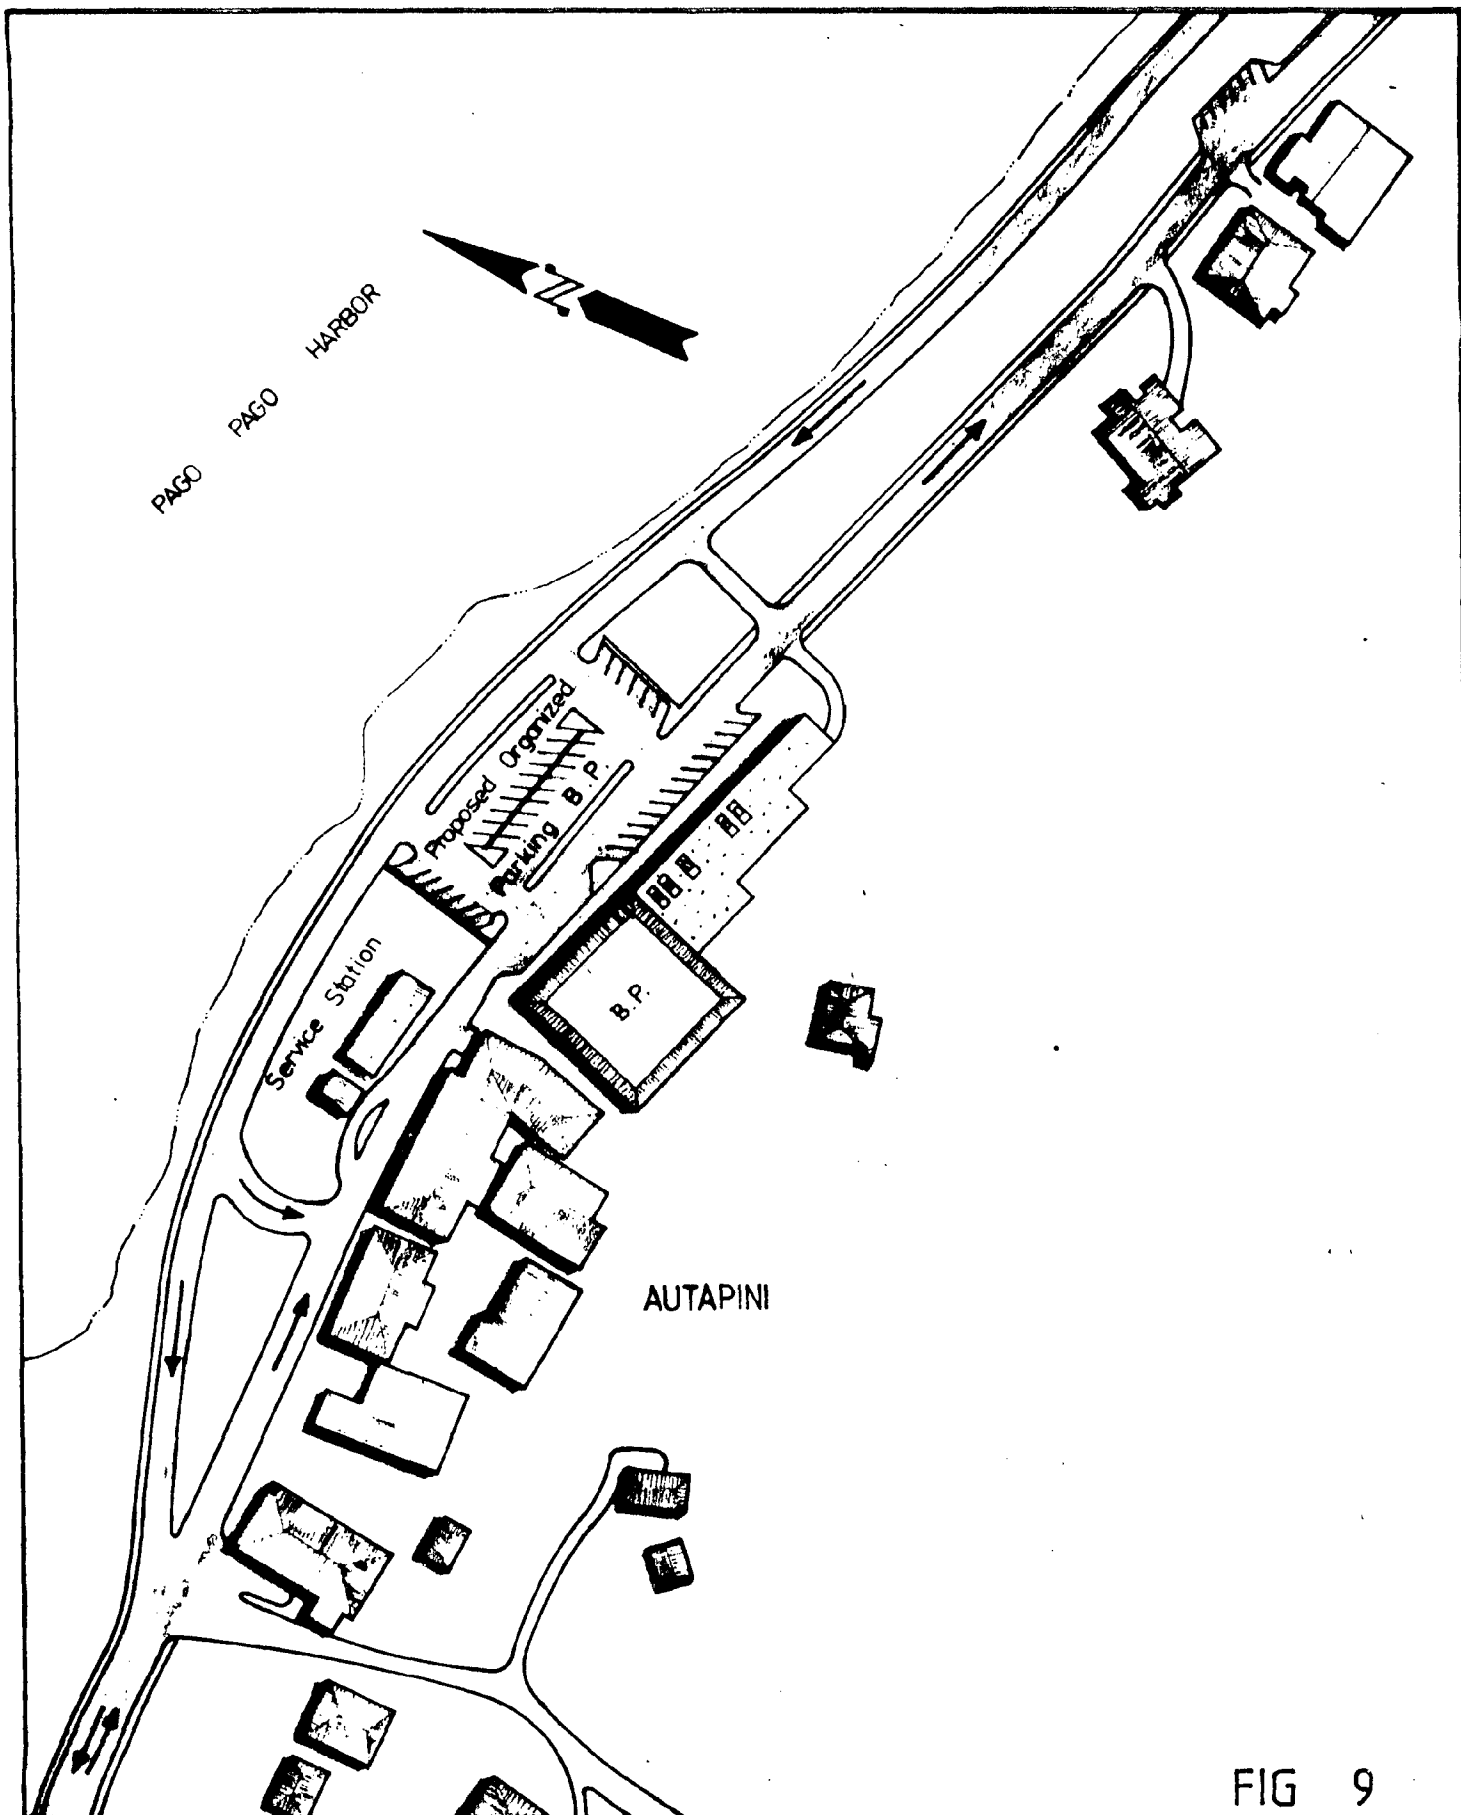 PAGO PAGO HARBOR
N
Proposed Organized
Parking B.P.
Service Station
B.P.
AUTAPINI
FIG 9